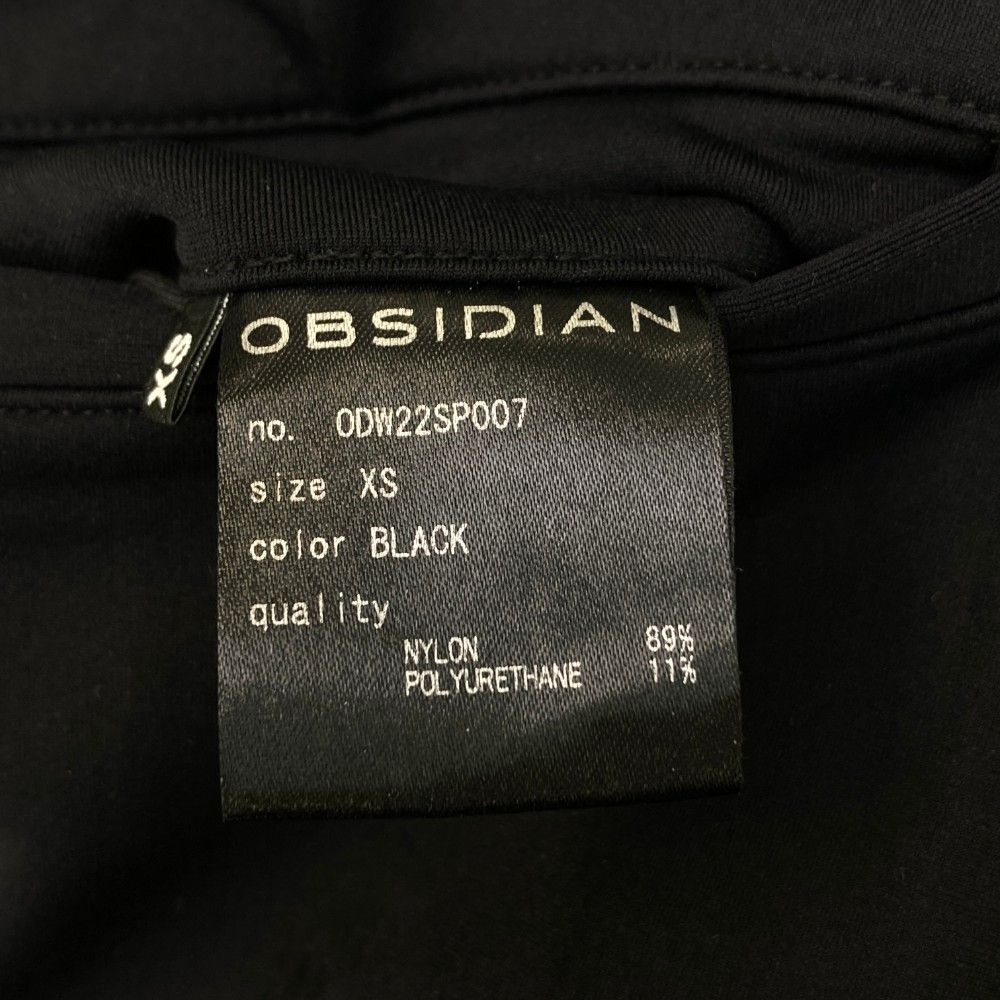 OBSIDIAN
XS
no. ODW22SP007
size XS
color BLACK
quality
NYLON 89%
POLYURETHANE 11%